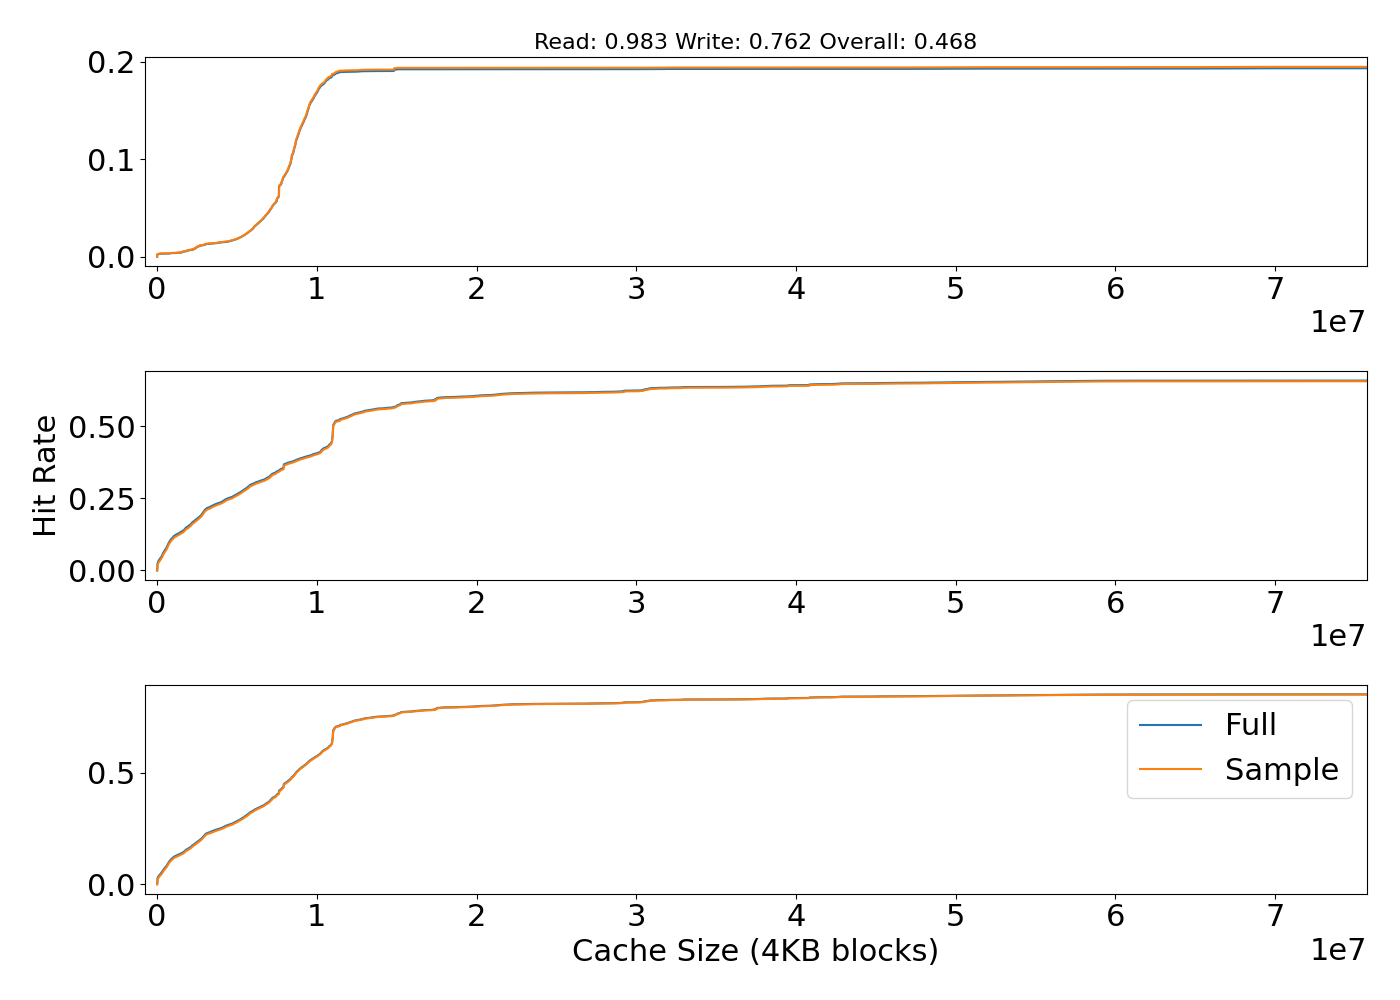 Read: 0.983 Write: 0.762 Overall: 0.468
0.2
0.1
0.0
0 1 2 3 4 5 6 7
1e7
0.50
0.25
0.00
0 1 2 3 4 5 6 7
1e7
Hit Rate
0.5
0.0
Full
Sample
0 1 2 3 4 5 6 7
1e7
Cache Size (4KB blocks)